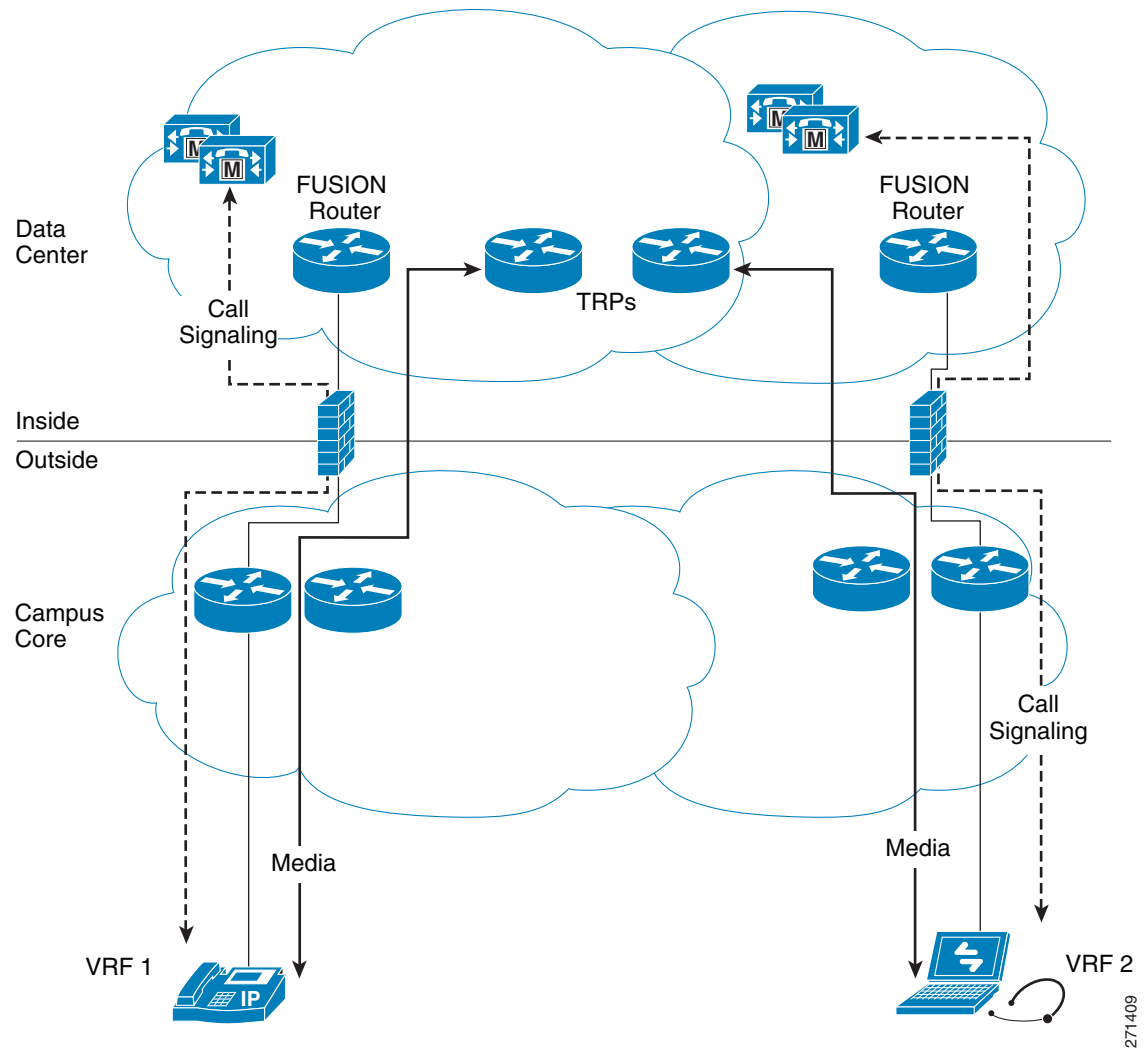 M
M
M
M
FUSION
Router
FUSION
Router
Data
Center
TRPs
Call
Signaling
Inside
Outside
Campus
Core
Call
Signaling
Media
Media
VRF 1
IP
VRF 2
271409